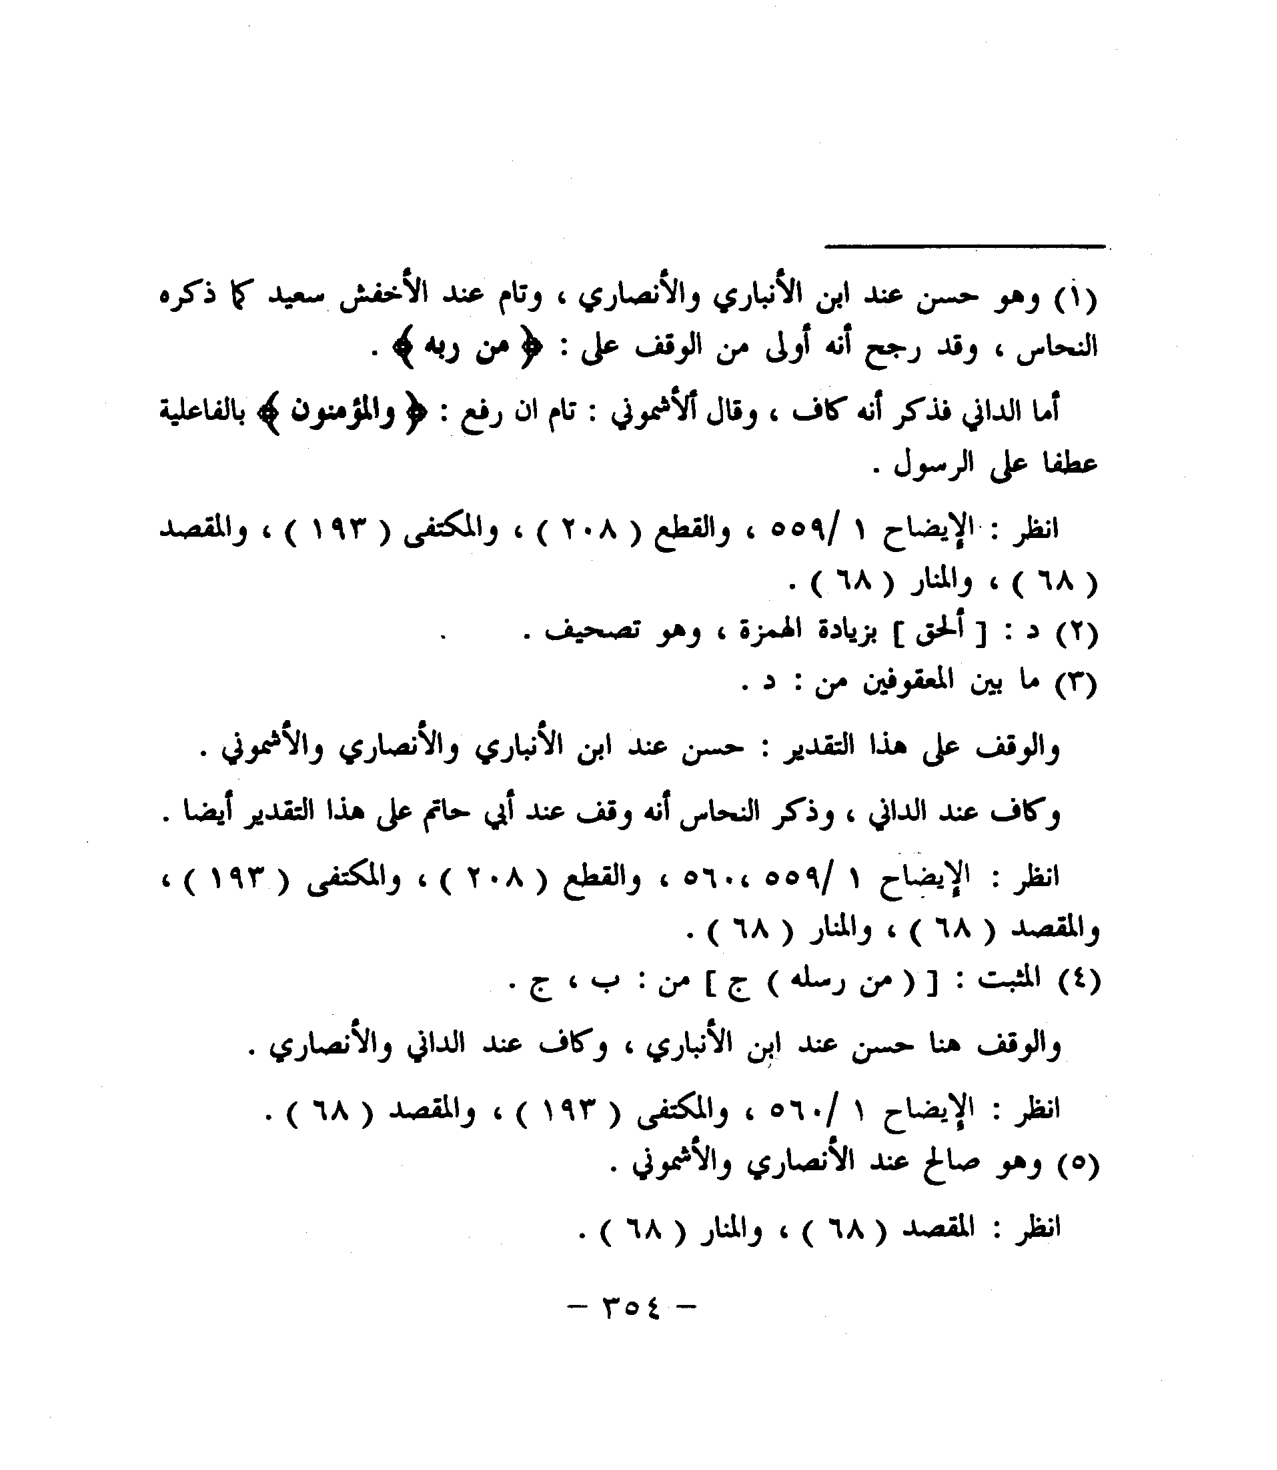 (١) وهو حسن عند ابن الأنباري والأنصاري ، وتام عند الأخفش سعيد كما ذكره
النحاس ، وقد رجح أنه أولى من الوقف على : ﴿ من ربه ﴾ .
أما الداني فذكر أنه كاف ، وقال ألأشموني : تام ان رفع : ﴿ والمؤمنون ﴾ بالفاعلية
عطفا على الرسول .
انظر : الإيضاح ١ /٥٥٩ ، والقطع ( ٢٠٨ ) ، والمكتفى ( ١٩٣ ) ، والمقصد
( ٦٨ ) ، والمنار ( ٦٨ ) .
(٢) د : [ ألحق ] بزيادة الهمزة ، وهو تصحيف .
(٣) ما بين المعقوفين من : د .
والوقف على هذا التقدير : حسن عند ابن الأنباري والأنصاري والأشموني .
وكاف عند الداني ، وذكر النحاس أنه وقف عند أبي حاتم على هذا التقدير أيضا .
انظر : الإيضاح ١ /٥٥٩ ،٥٦٠ ، والقطع ( ٢٠٨ ) ، والمكتفى ( ١٩٣ ) ،
والمقصد ( ٦٨ ) ، والمنار ( ٦٨ ) .
(٤) المثبت : [ ( من رسله ) ج ] من : ب ، ج .
والوقف هنا حسن عند ابن الأنباري ، وكاف عند الداني والأنصاري .
انظر : الإيضاح ١ /٥٦٠ ، والمكتفى ( ١٩٣ ) ، والمقصد ( ٦٨ ) .
(٥) وهو صالح عند الأنصاري والأشموني .
انظر : المقصد ( ٦٨ ) ، والمنار ( ٦٨ ) .
– ٣٥٤ –